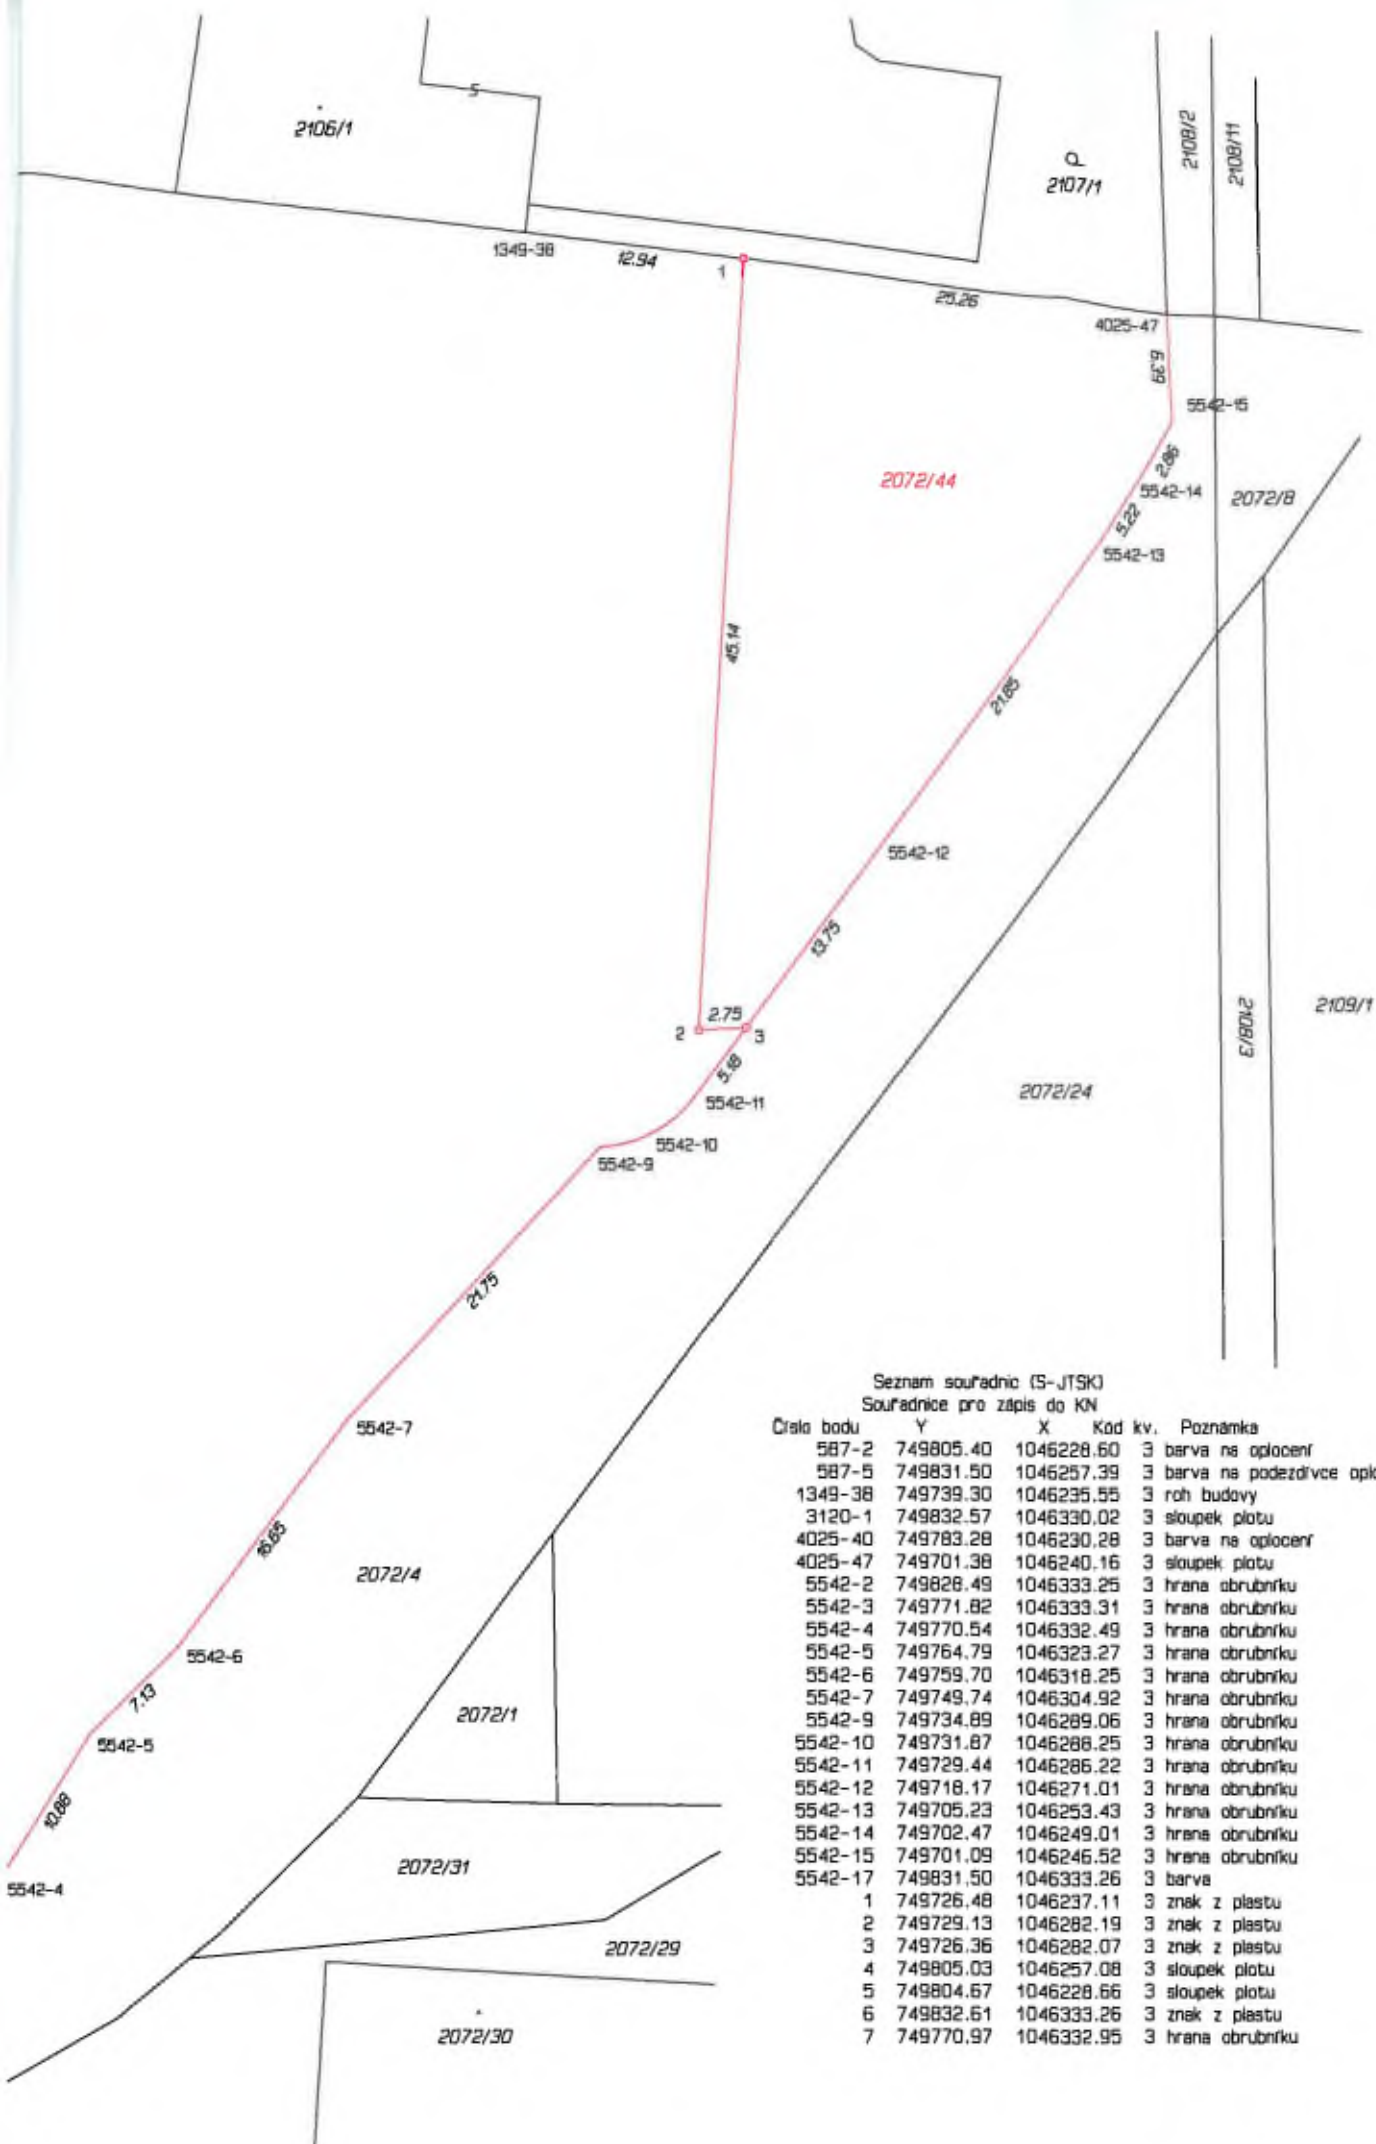 S
2106/1
P
2107/1
2108/2
2108/11
1349-38
12.94
1
25.26
4025-47
6.39
5542-15
2.86
2072/44
5542-14
2072/8
5.22
5542-13
45.14
21.85
5542-12
13.75
2109/1
2108/3
2.75
2
3
5.18
2072/24
5542-11
5542-10
5542-9
21.75
5542-7
16.65
2072/4
5542-6
7.13
2072/1
5542-5
10.88
2072/31
5542-4
2072/29
2072/30
Seznam souřadnic (S-JTSK)
Souřadnice pro zápis do KN
Číslo bodu Y X Kód kv. Poznámka
587-2 749805.40 1046228.60 3 barva na oplocení
587-5 749831.50 1046257.39 3 barva na podezdívce oplo
1349-38 749739.30 1046235.55 3 roh budovy
3120-1 749832.57 1046330.02 3 sloupek plotu
4025-40 749783.28 1046230.28 3 barva na oplocení
4025-47 749701.38 1046240.16 3 sloupek plotu
5542-2 749828.49 1046333.25 3 hrana obrubníku
5542-3 749771.82 1046333.31 3 hrana obrubníku
5542-4 749770.54 1046332.49 3 hrana obrubníku
5542-5 749764.79 1046323.27 3 hrana obrubníku
5542-6 749759.70 1046318.25 3 hrana obrubníku
5542-7 749749.74 1046304.92 3 hrana obrubníku
5542-9 749734.89 1046289.06 3 hrana obrubníku
5542-10 749731.87 1046288.25 3 hrana obrubníku
5542-11 749729.44 1046286.22 3 hrana obrubníku
5542-12 749718.17 1046271.01 3 hrana obrubníku
5542-13 749705.23 1046253.43 3 hrana obrubníku
5542-14 749702.47 1046249.01 3 hrana obrubníku
5542-15 749701.09 1046246.52 3 hrana obrubníku
5542-17 749831.50 1046333.26 3 barva
1 749726.48 1046237.11 3 znak z plastu
2 749729.13 1046282.19 3 znak z plastu
3 749726.36 1046282.07 3 znak z plastu
4 749805.03 1046257.08 3 sloupek plotu
5 749804.67 1046228.66 3 sloupek plotu
6 749832.61 1046333.26 3 znak z plastu
7 749770.97 1046332.95 3 hrana obrubníku